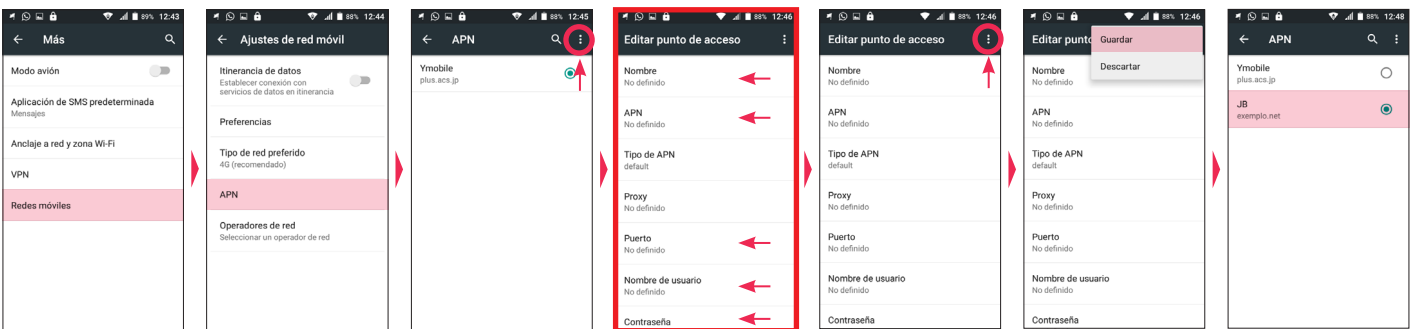 89% 12:43
Más
Modo avión
Aplicación de SMS predeterminada
Mensajes
Anclaje a red y zona Wi-Fi
VPN
Redes móviles
88% 12:44
Ajustes de red móvil
Itinerancia de datos
Establecer conexión con
servicios de datos en itinerancia
Preferencias
Tipo de red preferido
4G (recomendado)
APN
Operadores de red
Seleccionar un operador de red
88% 12:45
APN
Ymobile
plus.acs.jp
88% 12:46
Editar punto de acceso
Nombre
No definido
APN
No definido
Tipo de APN
default
Proxy
No definido
Puerto
No definido
Nombre de usuario
No definido
Contraseña
88% 12:46
Editar punto de acceso
Nombre
No definido
APN
No definido
Tipo de APN
default
Proxy
No definido
Puerto
No definido
Nombre de usuario
No definido
Contraseña
88% 12:46
Editar punto
Guardar
Descartar
Nombre
No definido
APN
No definido
Tipo de APN
default
Proxy
No definido
Puerto
No definido
Nombre de usuario
No definido
Contraseña
88% 12:48
APN
Ymobile
plus.acs.jp
JB
exemplo.net